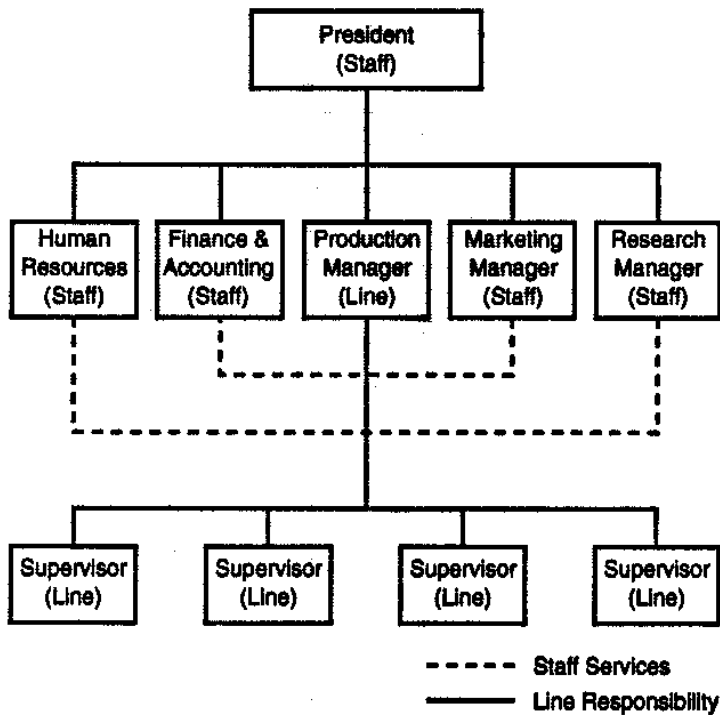 President
(Staff)
Human
Resources
(Staff)
Finance &
Accounting
(Staff)
Production
Manager
(Line)
Marketing
Manager
(Staff)
Research
Manager
(Staff)
Supervisor
(Line)
Supervisor
(Line)
Supervisor
(Line)
Supervisor
(Line)
Staff Services
Line Responsibility